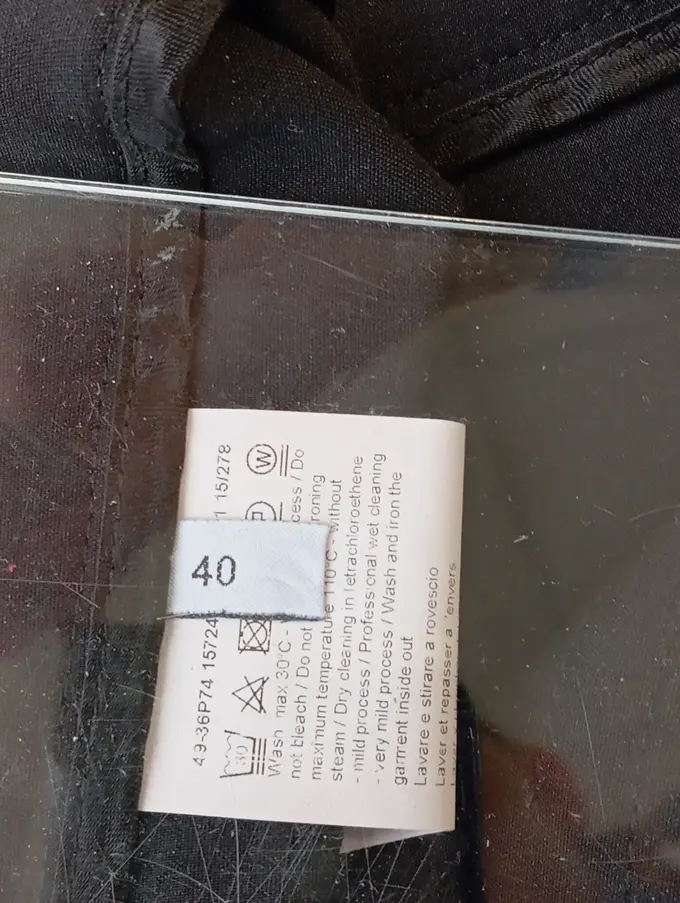 40
49-36P74 15724
15/278
30
W
Wash max 30°C -
cess / Do
not bleach / Do not
ironing
maximum temperature 110°C - without
steam / Dry cleaning in tetrachloroethene
- mild process / Professional wet cleaning
- very mild process / Wash and iron the
garment inside out
Lavare e stirare a rovescio
Laver et repasser a l'envers